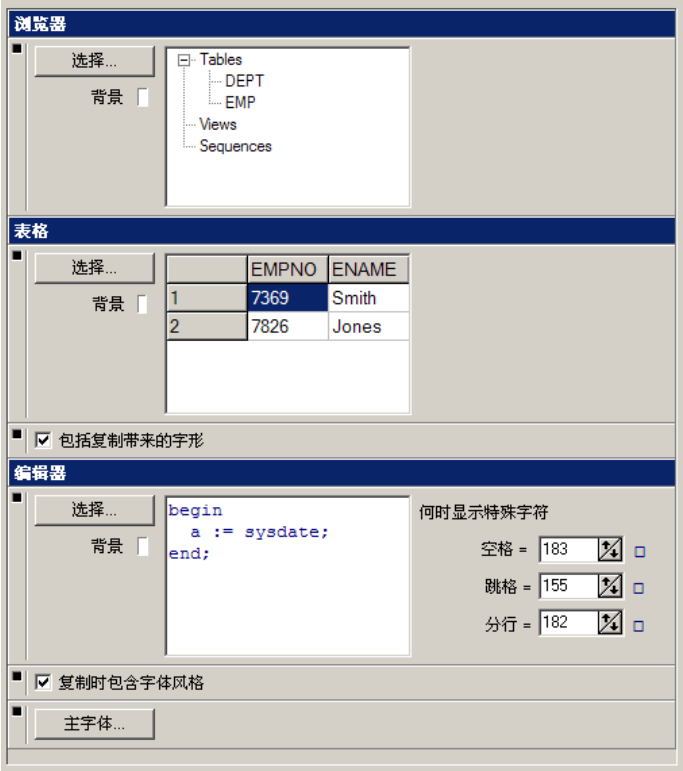 浏览器
选择...
背景
Tables
DEPT
EMP
Views
Sequences
表格
选择...
背景
EMPNO ENAME
1 7369 Smith
2 7826 Jones
包括复制带来的字形
编辑器
选择...
背景
begin
a := sysdate;
end;
何时显示特殊字符
空格 = 183
跳格 = 155
分行 = 182
复制时包含字体风格
主字体...